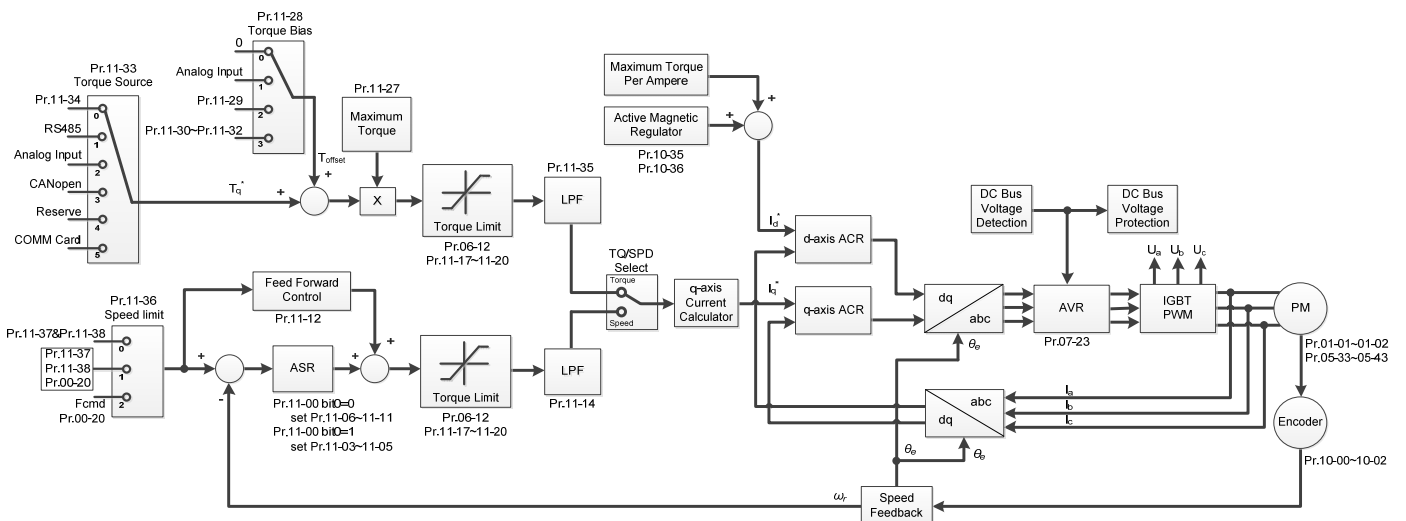 Pr.11-28
Torque Bias
0
0
Analog Input
1
Pr.11-29
2
Pr.11-30~Pr.11-32
3
Pr.11-33
Torque Source
Pr.11-34
0
RS485
1
Analog Input
2
CANopen
3
Reserve
4
COMM Card
5
Tq*
+
Toffset
+
Pr.11-27
Maximum
Torque
X
Torque Limit
Pr.06-12
Pr.11-17~11-20
Pr.11-35
LPF
Maximum Torque
Per Ampere
+
Active Magnetic
Regulator
+
Pr.10-35
Pr.10-36
TQ/SPD
Select
Torque
Speed
q-axis
Current
Calculator
Id*
d-axis ACR
Iq*
q-axis ACR
dq
abc
θe
DC Bus
Voltage
Detection
DC Bus
Voltage
Protection
AVR
Pr.07-23
Ua
Ub
Uc
IGBT
PWM
PM
Pr.01-01~01-02
Pr.05-33~05-43
Pr.11-36
Speed limit
Pr.11-37&Pr.11-38
0
Pr.11-37
Pr.11-38
Pr.00-20
1
Fcmd
Pr.00-20
2
Feed Forward
Control
Pr.11-12
+
-
ASR
+
+
Pr.11-00 bit0=0
set Pr.11-06~11-11
Pr.11-00 bit0=1
set Pr.11-03~11-05
Torque Limit
Pr.06-12
Pr.11-17~11-20
LPF
Pr.11-14
abc
dq
Ia
Ib
Ic
θe
θe
Encoder
Pr.10-00~10-02
ωr
Speed
Feedback